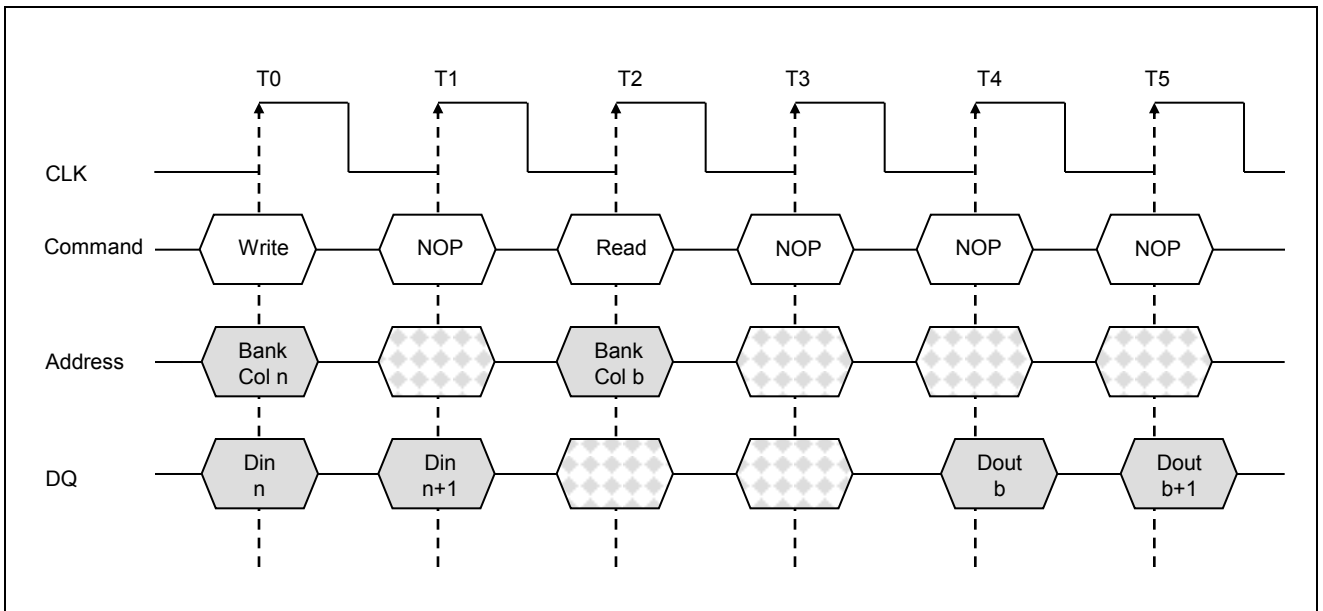 T0 T1 T2 T3 T4 T5
CLK
Command Write NOP Read NOP NOP NOP
Address Bank Col n Bank Col b
DQ Din n Din n+1 Dout b Dout b+1